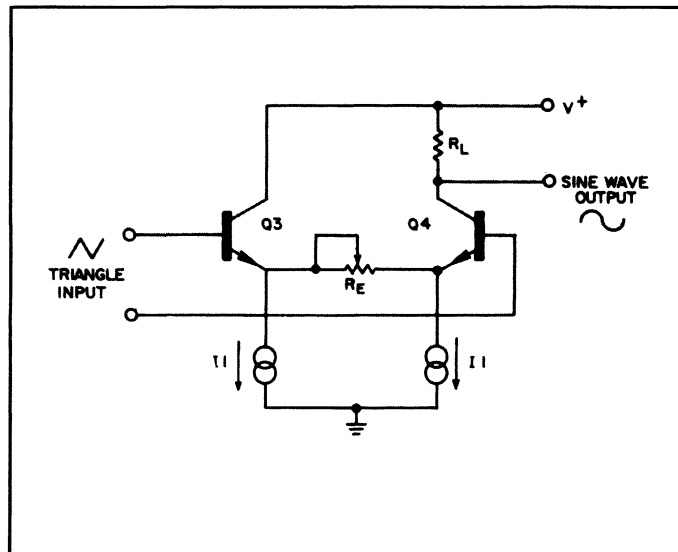 V+
RL
SINE WAVE
OUTPUT
Q3
Q4
TRIANGLE
INPUT
RE
I1
I1